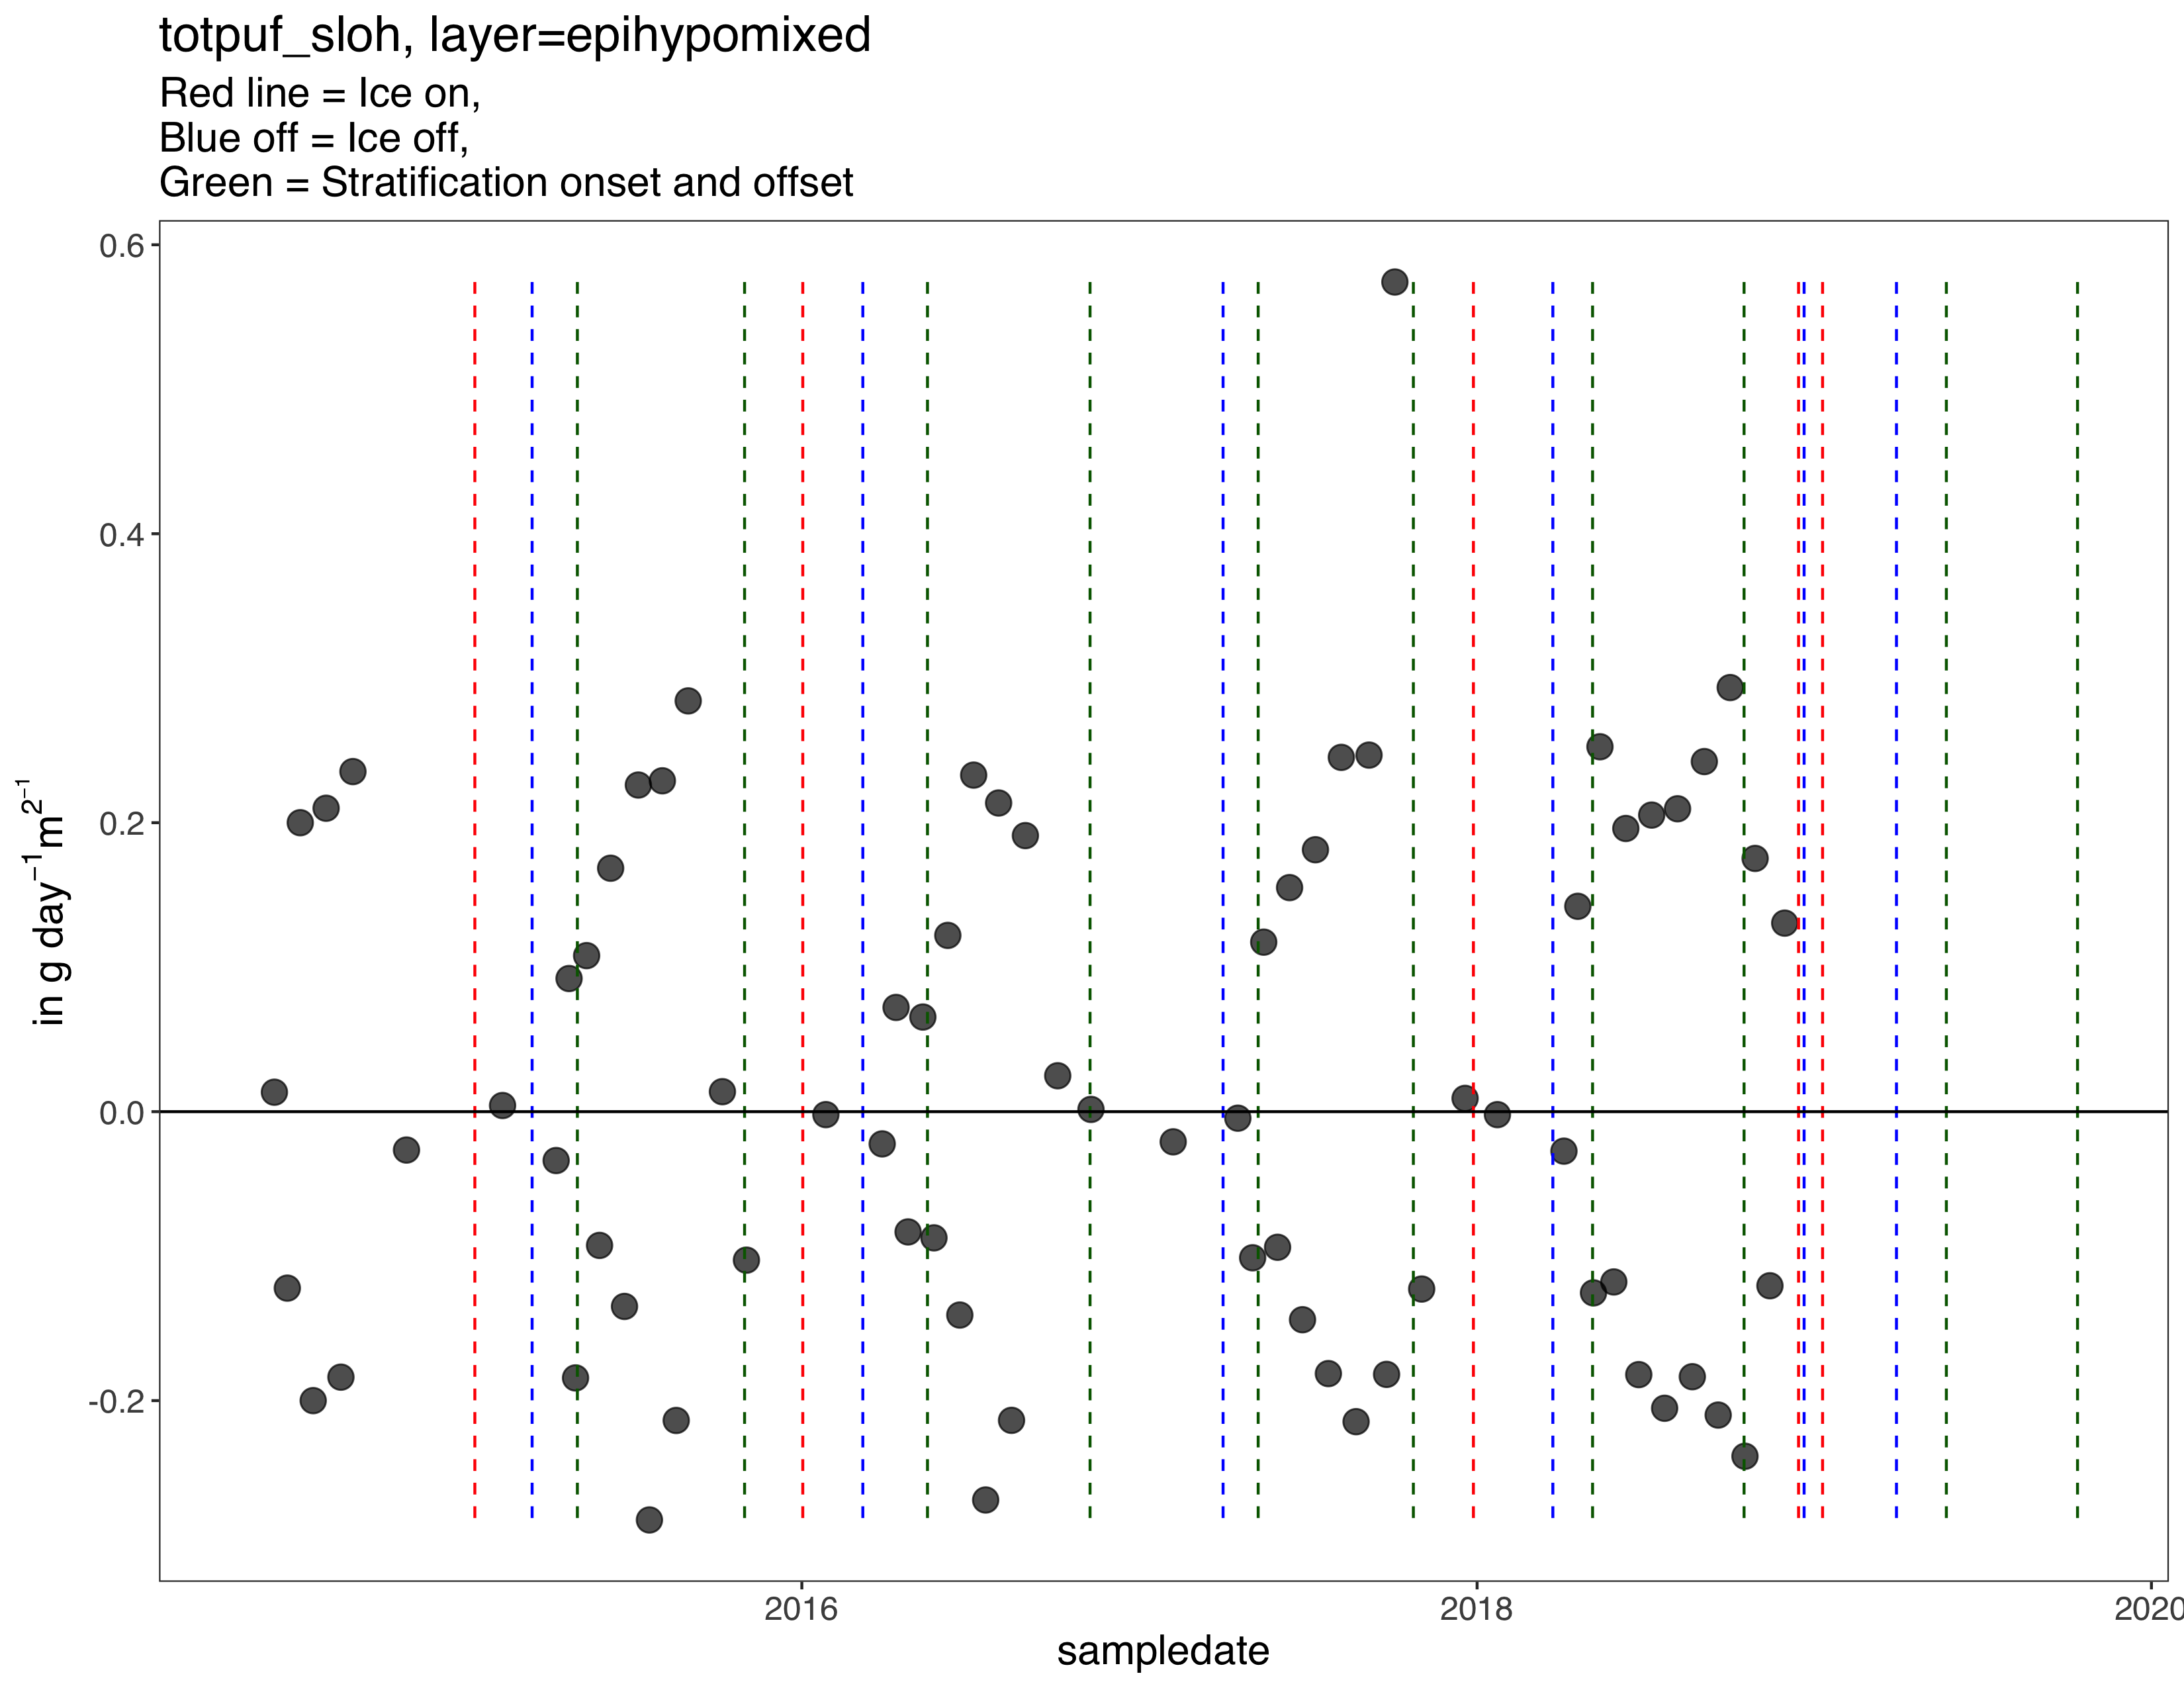 totpuf_sloh, layer=epihypomixed
Red line = Ice on,
Blue off = Ice off,
Green = Stratification onset and offset
0.6
0.4
0.2
0.0
-0.2
in g day⁻¹m²⁻¹
2016
2018
2020
sampledate